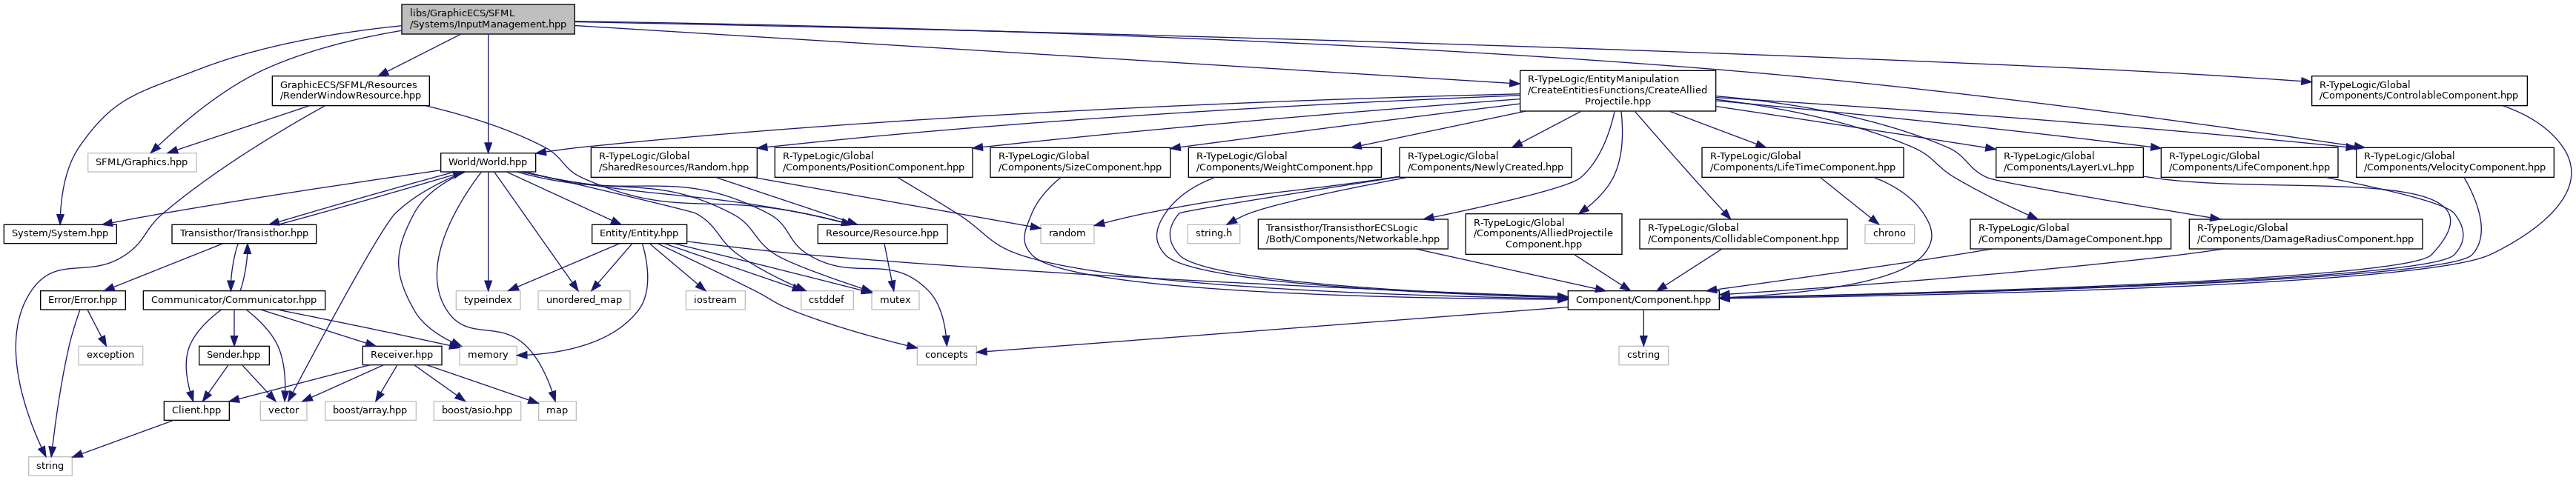 libs/GraphicECS/SFML
/Systems/InputManagement.hpp
GraphicECS/SFML/Resources
/RenderWindowResource.hpp
R-TypeLogic/EntityManipulation
/CreateEntitiesFunctions/CreateAllied
Projectile.hpp
R-TypeLogic/Global
/Components/ControlableComponent.hpp
SFML/Graphics.hpp
World/World.hpp
R-TypeLogic/Global
/SharedResources/Random.hpp
R-TypeLogic/Global
/Components/PositionComponent.hpp
R-TypeLogic/Global
/Components/SizeComponent.hpp
R-TypeLogic/Global
/Components/WeightComponent.hpp
R-TypeLogic/Global
/Components/NewlyCreated.hpp
R-TypeLogic/Global
/Components/LifeTimeComponent.hpp
R-TypeLogic/Global
/Components/LayerLvL.hpp
R-TypeLogic/Global
/Components/LifeComponent.hpp
R-TypeLogic/Global
/Components/VelocityComponent.hpp
System/System.hpp
Transisthor/Transisthor.hpp
Entity/Entity.hpp
Resource/Resource.hpp
random
string.h
Transisthor/TransisthorECSLogic
/Both/Components/Networkable.hpp
R-TypeLogic/Global
/Components/AlliedProjectile
Component.hpp
R-TypeLogic/Global
/Components/CollidableComponent.hpp
chrono
R-TypeLogic/Global
/Components/DamageComponent.hpp
R-TypeLogic/Global
/Components/DamageRadiusComponent.hpp
Error/Error.hpp
Communicator/Communicator.hpp
typeindex
unordered_map
iostream
cstddef
mutex
Component/Component.hpp
exception
Sender.hpp
Receiver.hpp
memory
concepts
cstring
Client.hpp
vector
boost/array.hpp
boost/asio.hpp
map
string